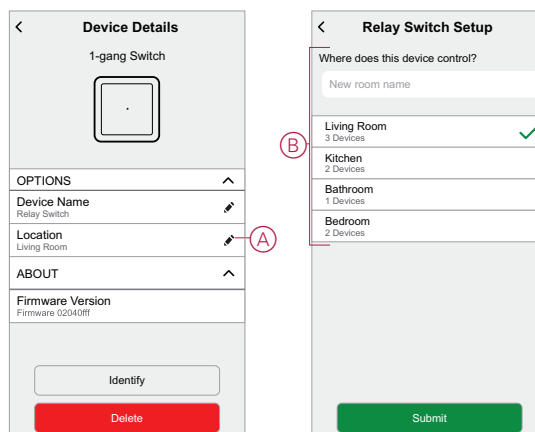 Device Details
1-gang Switch
OPTIONS
Device Name
Relay Switch
Location
Living Room
A
ABOUT
Firmware Version
Firmware 02040fff
Identify
Delete
Relay Switch Setup
Where does this device control?
New room name
B
Living Room
3 Devices
Kitchen
2 Devices
Bathroom
1 Devices
Bedroom
2 Devices
Submit